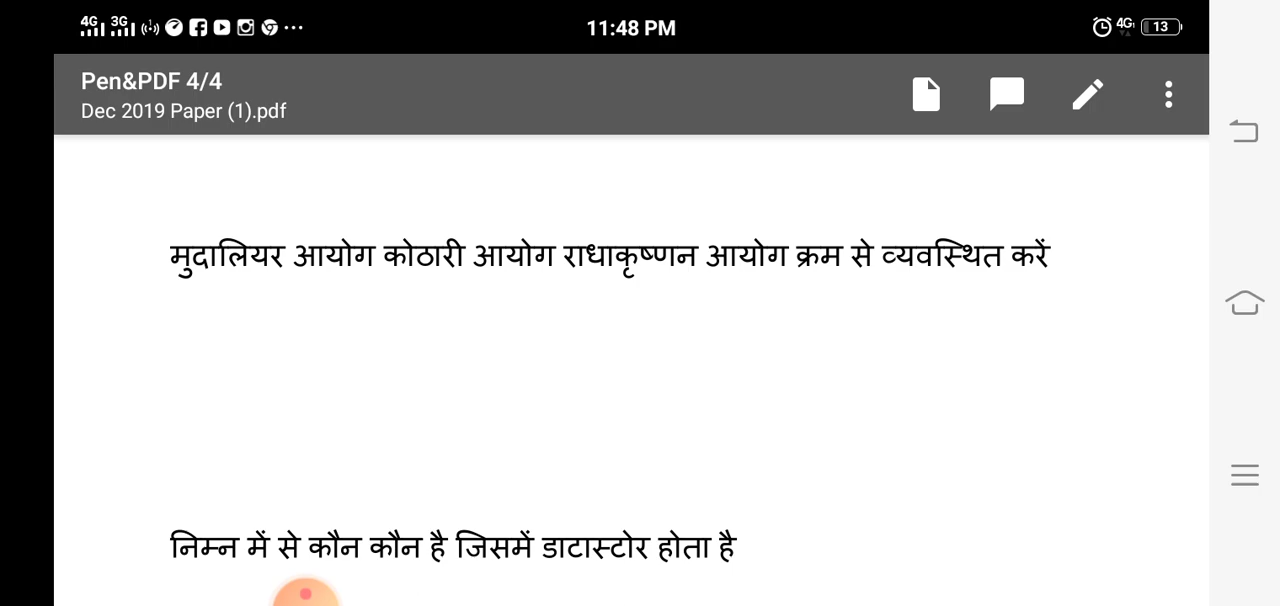 4G 3G 11:48 PM 4G 13
Pen&PDF 4/4
Dec 2019 Paper (1).pdf
मुदालियर आयोग कोठारी आयोग राधाकृष्णन आयोग क्रम से व्यवस्थित करें
निम्न में से कौन कौन है जिसमें डाटास्टोर होता है